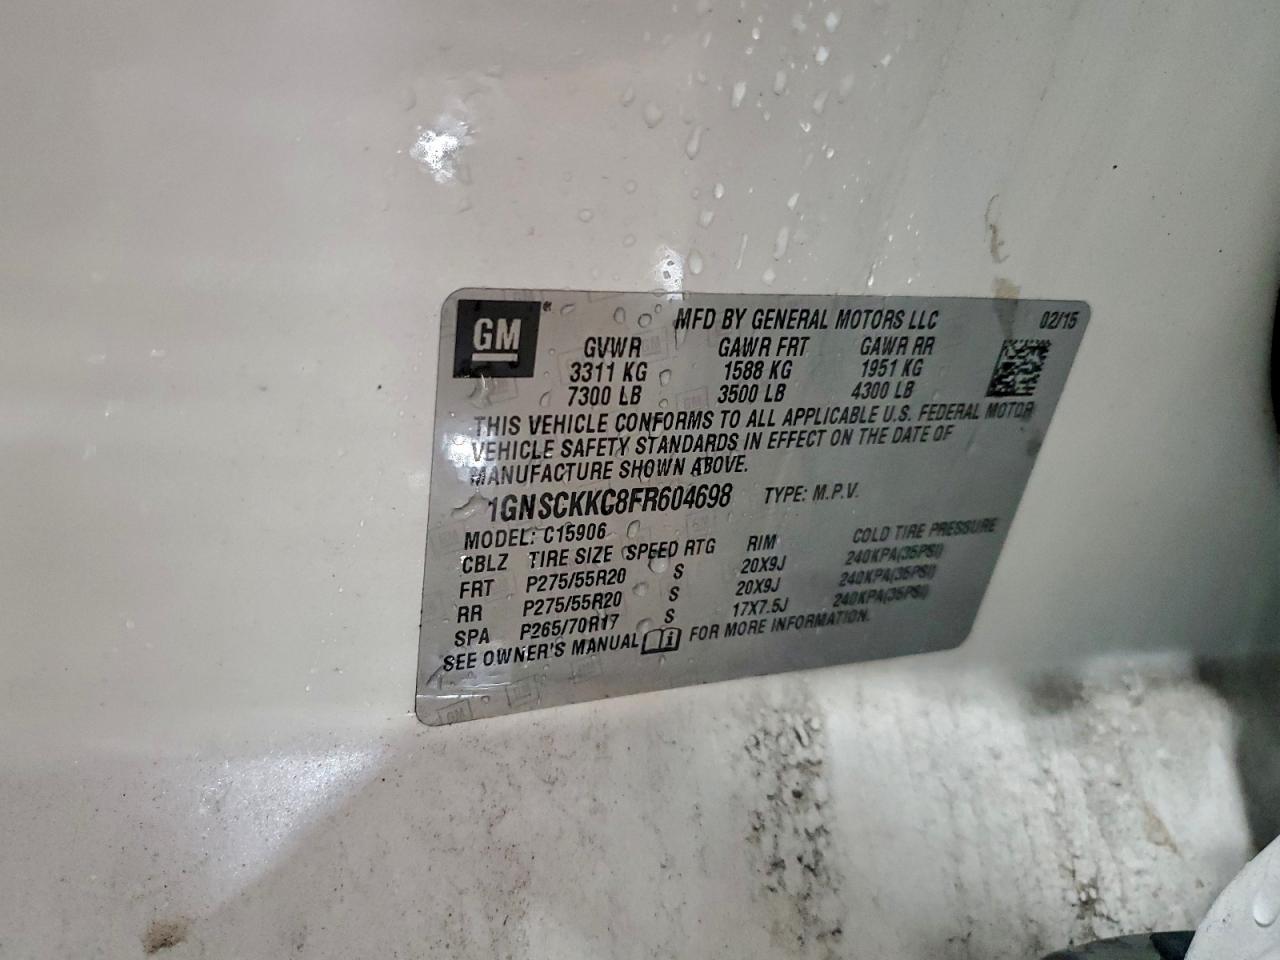 GM
MFD BY GENERAL MOTORS LLC 02/15
GVWR GAWR FRT GAWR RR
3311 KG 1588 KG 1951 KG
7300 LB 3500 LB 4300 LB
THIS VEHICLE CONFORMS TO ALL APPLICABLE U.S. FEDERAL MOTOR
VEHICLE SAFETY STANDARDS IN EFFECT ON THE DATE OF
MANUFACTURE SHOWN ABOVE.
1GNSCKKC8FR604698 TYPE: M.P.V.
MODEL: C15906
CBLZ TIRE SIZE SPEED RTG RIM COLD TIRE PRESSURE
FRT P275/55R20 S 20X9J 240KPA(35PSI)
RR P275/55R20 S 20X9J 240KPA(35PSI)
SPA P265/70R17 S 17X7.5J 240KPA(35PSI)
SEE OWNER'S MANUAL FOR MORE INFORMATION.